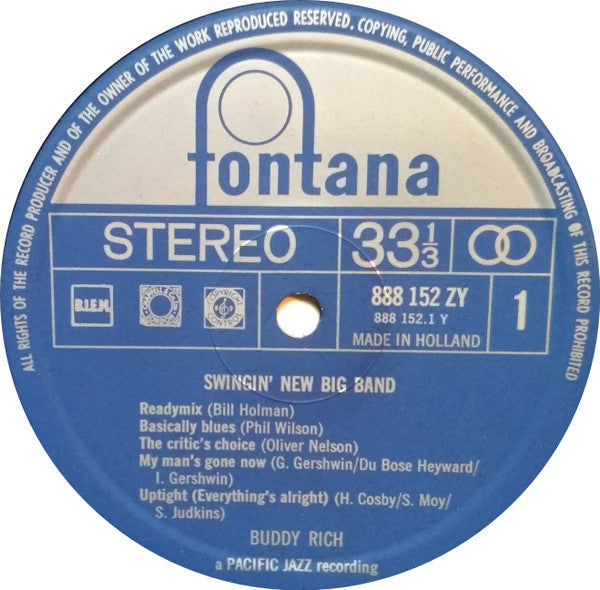 ALL RIGHTS OF THE RECORD PRODUCER AND OF THE OWNER OF THE WORK REPRODUCED RESERVED. COPYING, PUBLIC PERFORMANCE AND BROADCASTING OF THIS RECORD PROHIBITED
fontana
STEREO 33⅓
B.I.E.M. 888 152 ZY 1
888 152.1 Y
MADE IN HOLLAND
SWINGIN' NEW BIG BAND
Readymix (Bill Holman)
Basically blues (Phil Wilson)
The critic's choice (Oliver Nelson)
My man's gone now (G. Gershwin/Du Bose Heyward/
I. Gershwin)
Uptight (Everything's alright) (H. Cosby/S. Moy/
S. Judkins)
BUDDY RICH
a PACIFIC JAZZ recording